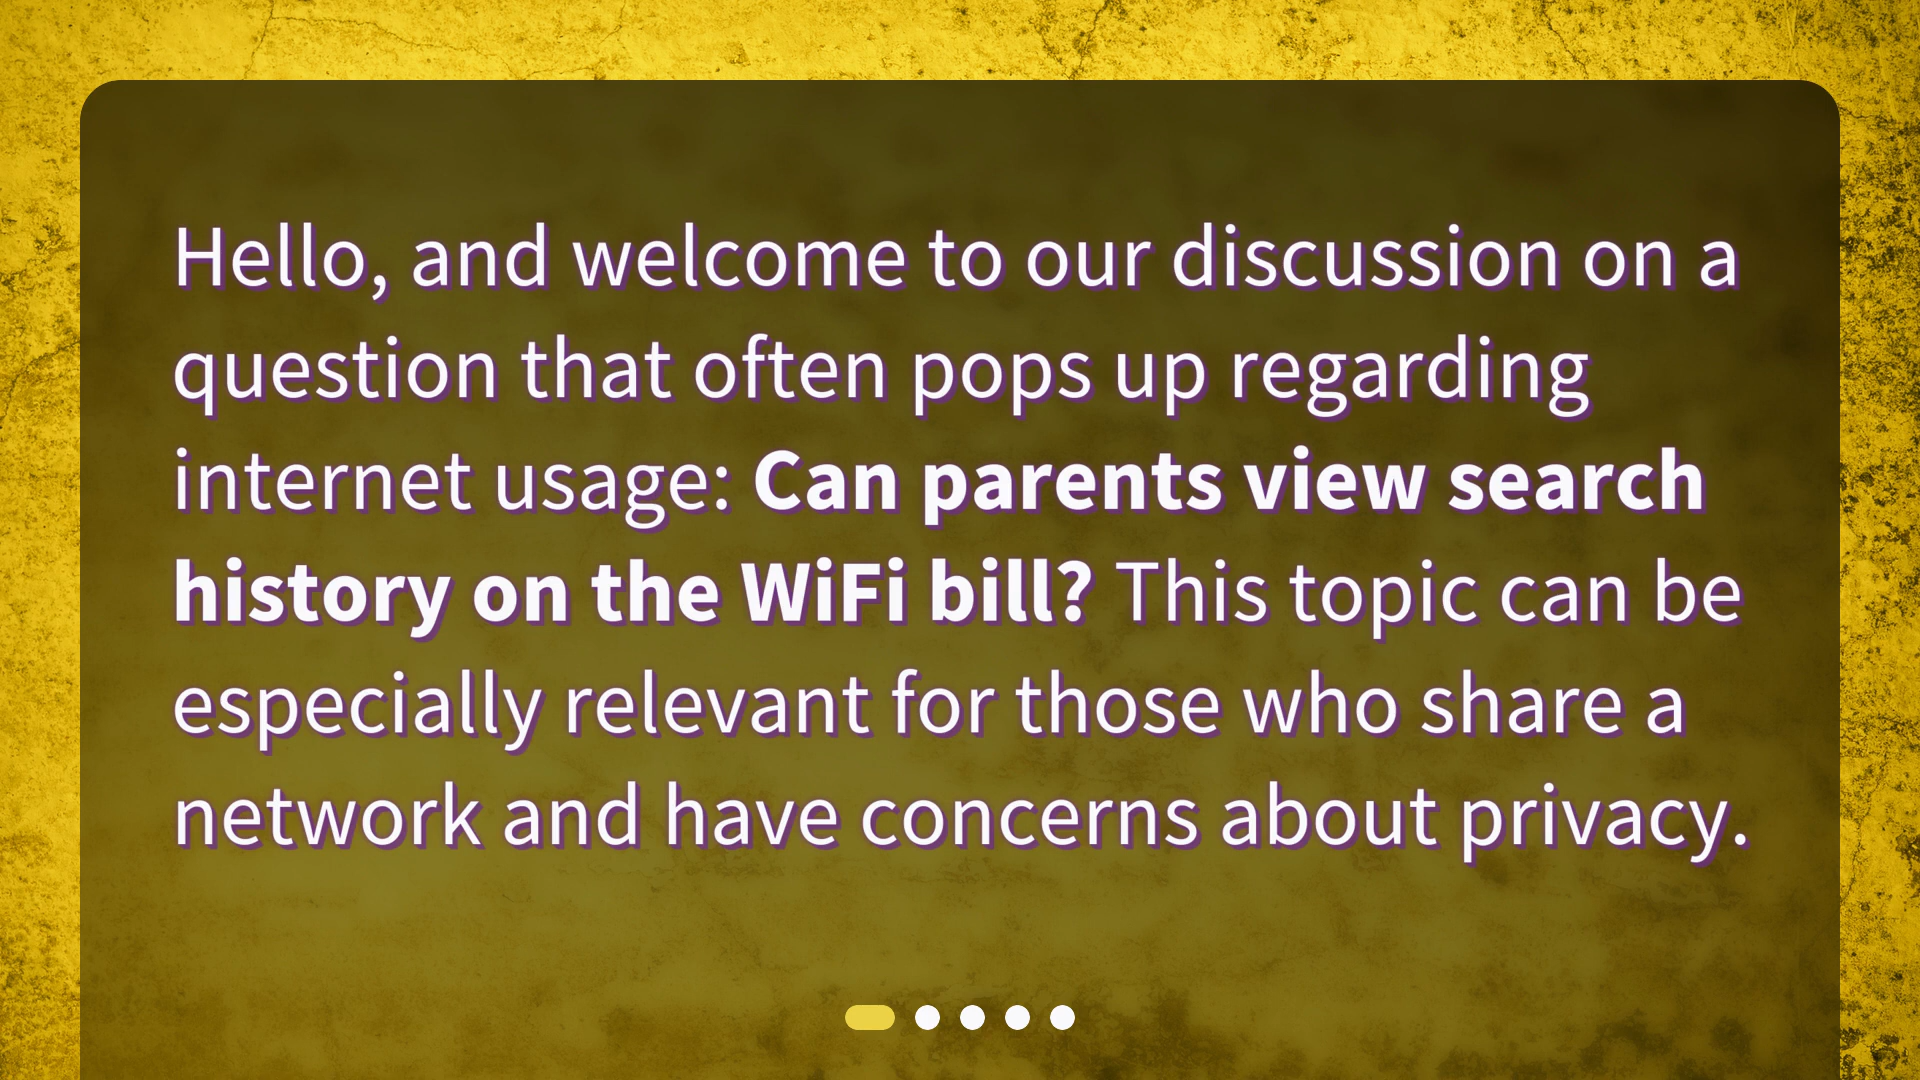 Hello, and welcome to our discussion on a
question that often pops up regarding
internet usage: Can parents view search
history on the WiFi bill? This topic can be
especially relevant for those who share a
network and have concerns about privacy.